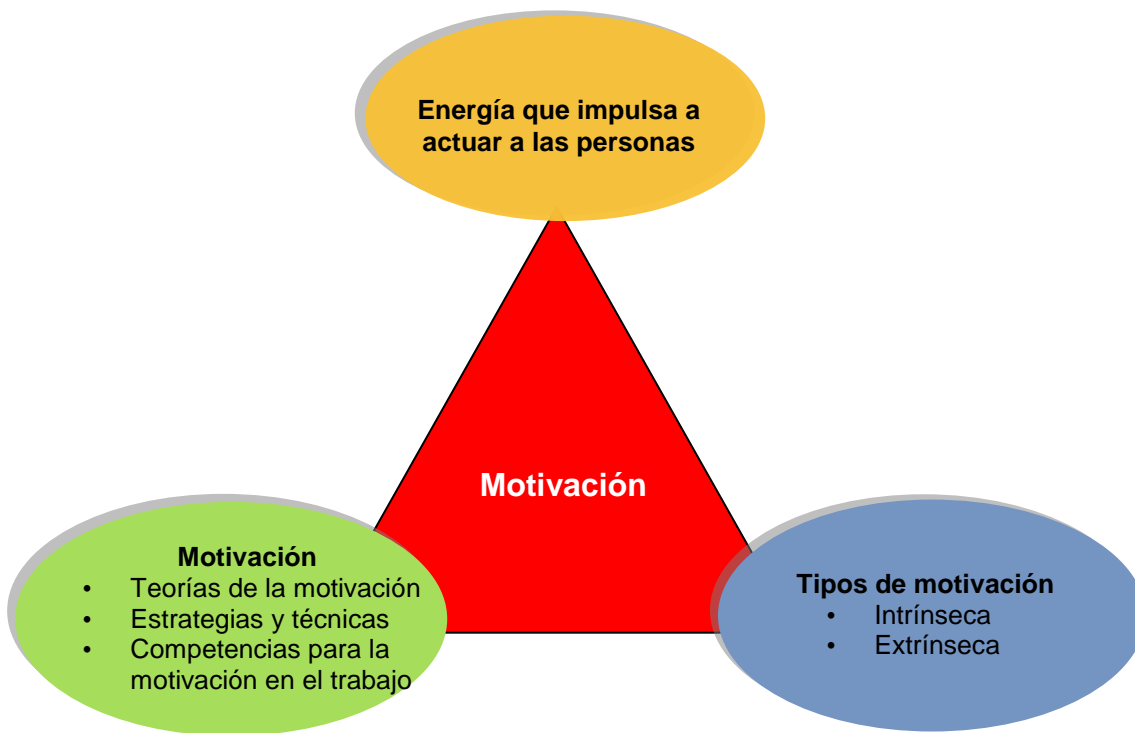 Energía que impulsa a
actuar a las personas
Motivación
Motivación
• Teorías de la motivación
• Estrategias y técnicas
• Competencias para la
motivación en el trabajo
Tipos de motivación
• Intrínseca
• Extrínseca